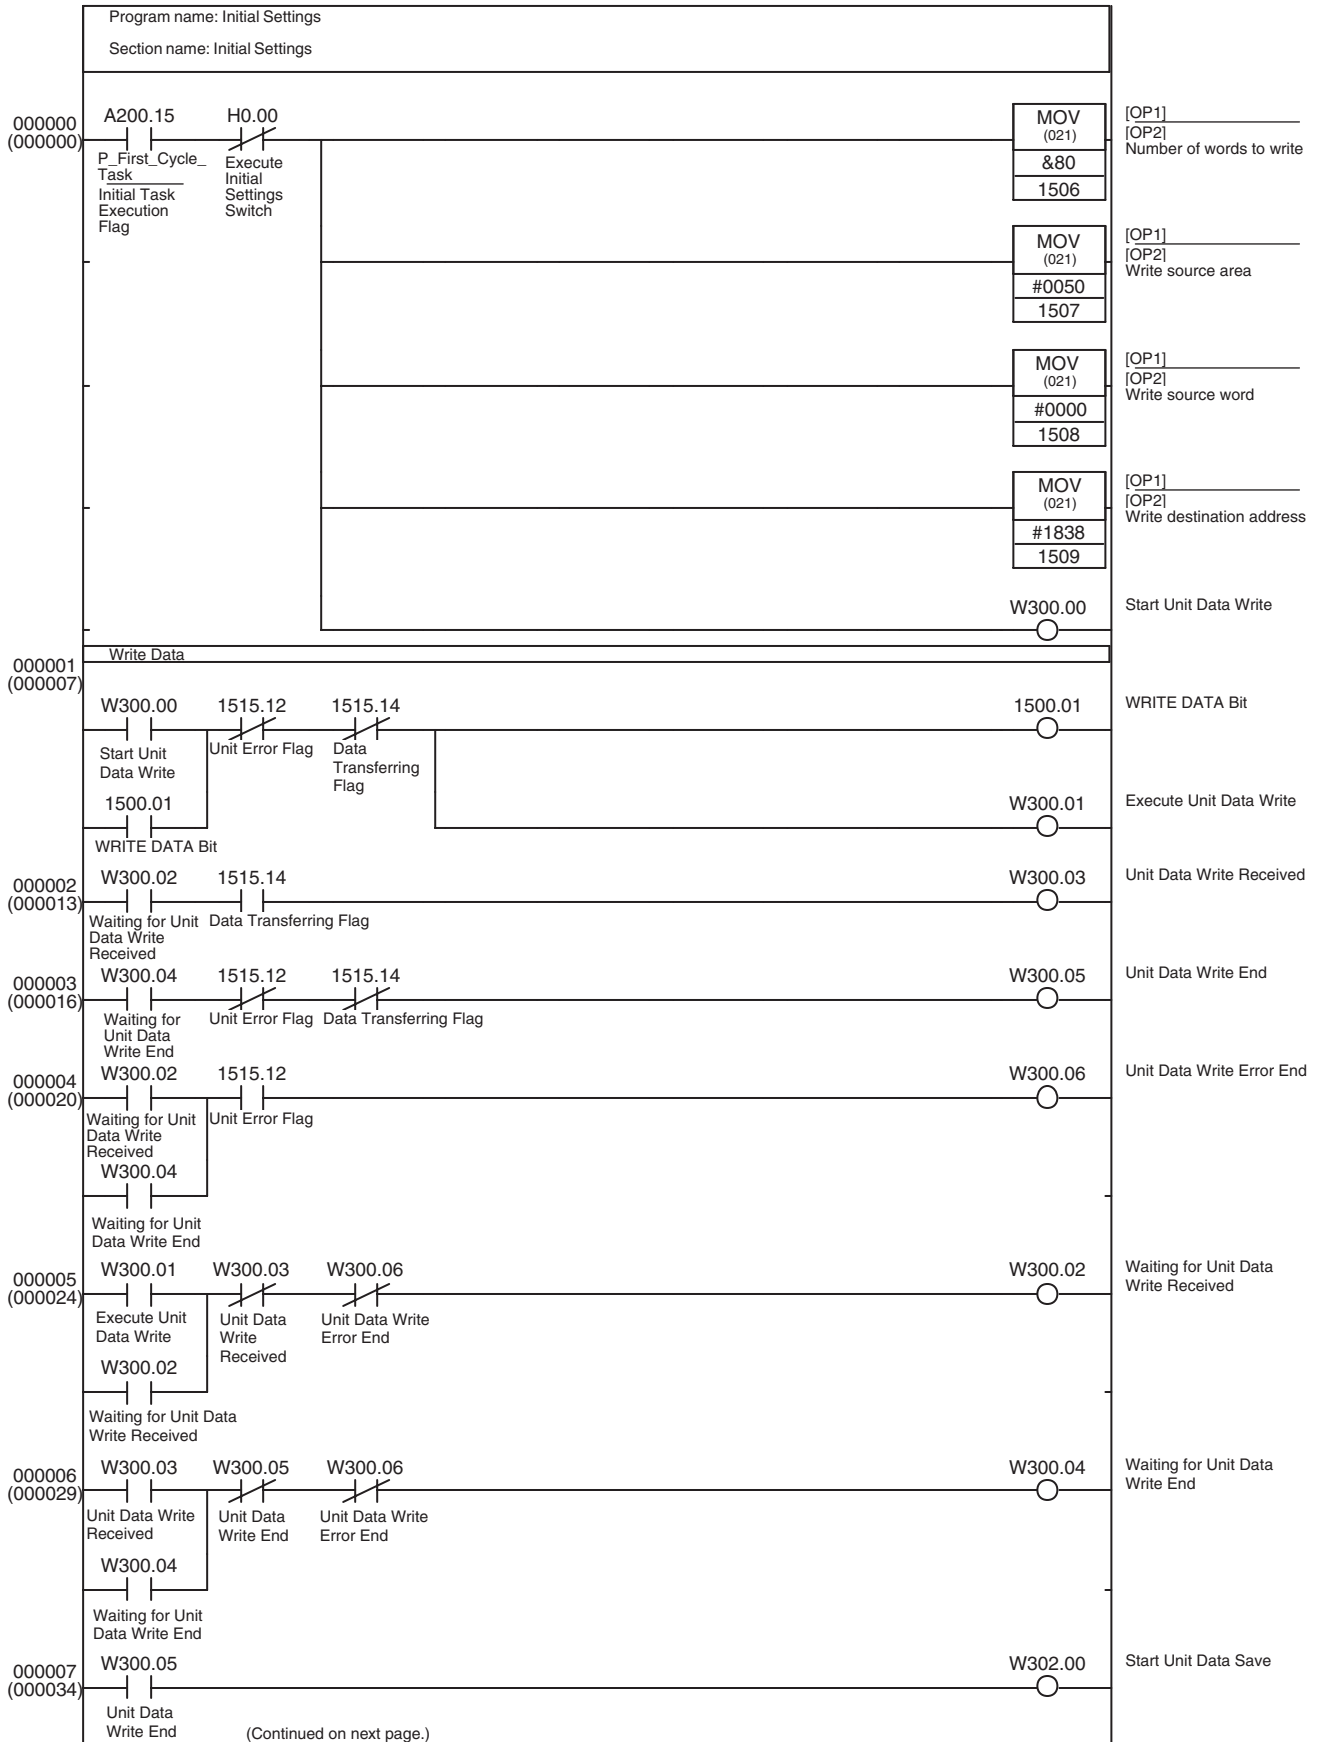 Program name: Initial Settings
Section name: Initial Settings
000000
(000000)
A200.15
H0.00
P_First_Cycle_
Task
Initial Task
Execution
Flag
Execute
Initial
Settings
Switch
MOV
(021)
&80
1506
[OP1]
[OP2]
Number of words to write
MOV
(021)
#0050
1507
[OP1]
[OP2]
Write source area
MOV
(021)
#0000
1508
[OP1]
[OP2]
Write source word
MOV
(021)
#1838
1509
[OP1]
[OP2]
Write destination address
W300.00
Start Unit Data Write
Write Data
000001
(000007)
W300.00
1515.12
1515.14
1500.01
WRITE DATA Bit
Start Unit
Data Write
Unit Error Flag
Data
Transferring
Flag
1500.01
W300.01
Execute Unit Data Write
WRITE DATA Bit
000002
(000013)
W300.02
1515.14
W300.03
Unit Data Write Received
Waiting for Unit
Data Write
Received
Data Transferring Flag
000003
(000016)
W300.04
1515.12
1515.14
W300.05
Unit Data Write End
Waiting for
Unit Data
Write End
Unit Error Flag
Data Transferring Flag
000004
(000020)
W300.02
1515.12
W300.06
Unit Data Write Error End
Waiting for Unit
Data Write
Received
Unit Error Flag
W300.04
Waiting for Unit
Data Write End
000005
(000024)
W300.01
W300.03
W300.06
W300.02
Waiting for Unit Data
Write Received
Execute Unit
Data Write
Unit Data
Write
Received
Unit Data Write
Error End
W300.02
Waiting for Unit Data
Write Received
000006
(000029)
W300.03
W300.05
W300.06
W300.04
Waiting for Unit Data
Write End
Unit Data Write
Received
Unit Data
Write End
Unit Data Write
Error End
W300.04
Waiting for Unit
Data Write End
000007
(000034)
W300.05
W302.00
Start Unit Data Save
Unit Data
Write End
(Continued on next page.)